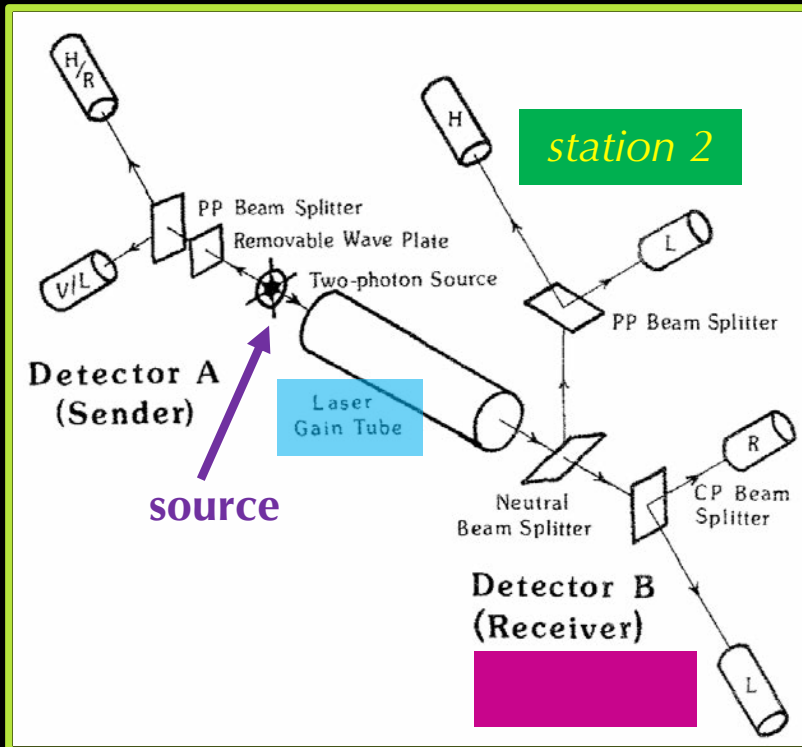 H/R
V/L
PP Beam Splitter
Removable Wave Plate
Two-photon Source
Detector A
(Sender)
source
Laser
Gain Tube
H
station 2
L
PP Beam Splitter
Neutral
Beam Splitter
R
CP Beam
Splitter
Detector B
(Receiver)
L